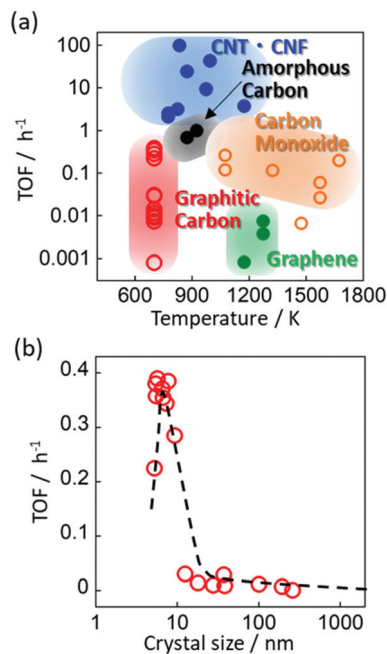 (a)
TOF / h⁻¹
100
10
1
0.1
0.01
0.001
CNT・CNF
Amorphous
Carbon
Carbon
Monoxide
Graphitic
Carbon
Graphene
600 900 1200 1500 1800
Temperature / K
(b)
TOF / h⁻¹
0.4
0.3
0.2
0.1
0
1 10 100 1000
Crystal size / nm